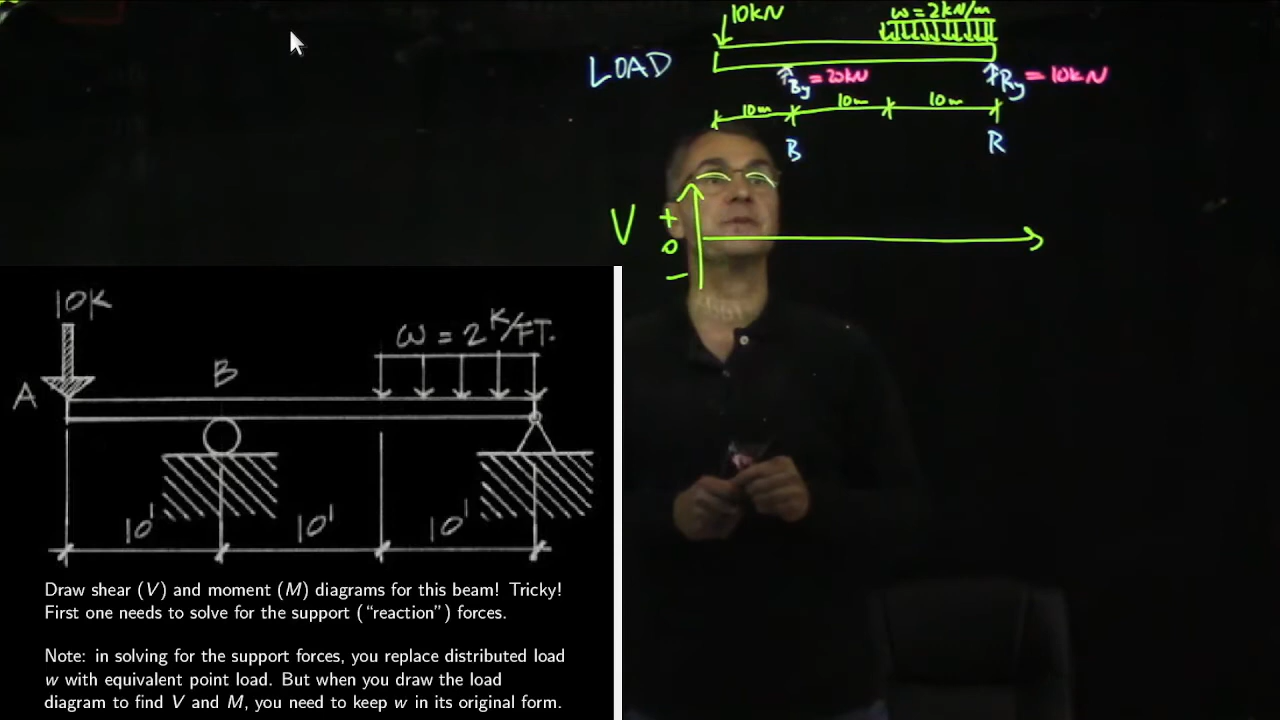 10kN
w = 2kN/m
LOAD
By = 20kN
Ry = 10kN
10m 10m 10m
B R
V
+
0
−
10K
ω = 2 K/FT.
A
B
10' 10' 10'
Draw shear (V) and moment (M) diagrams for this beam! Tricky!
First one needs to solve for the support (“reaction”) forces.
Note: in solving for the support forces, you replace distributed load
w with equivalent point load. But when you draw the load
diagram to find V and M, you need to keep w in its original form.